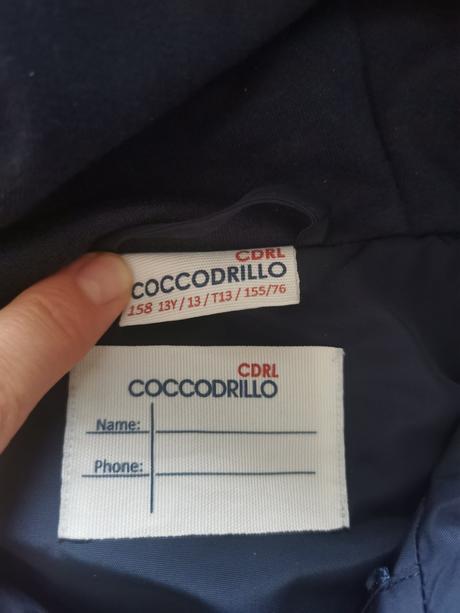 CDRL
COCCODRILLO
158 13Y / 13 / T13 / 155/76
CDRL
COCCODRILLO
Name:
Phone: